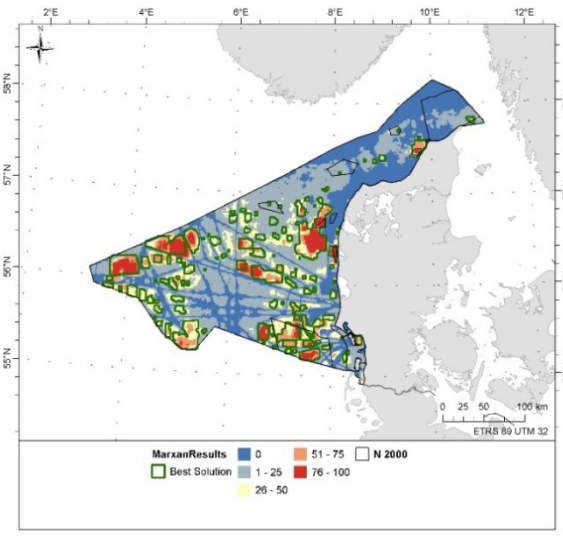 2°E 4°E 6°E 8°E 10°E 12°E
N
58°N
57°N
56°N
55°N
0 25 50 100 km
ETRS 89 UTM 32
MarxanResults 0 51 - 75 N 2000
Best Solution 1 - 25 76 - 100
26 - 50